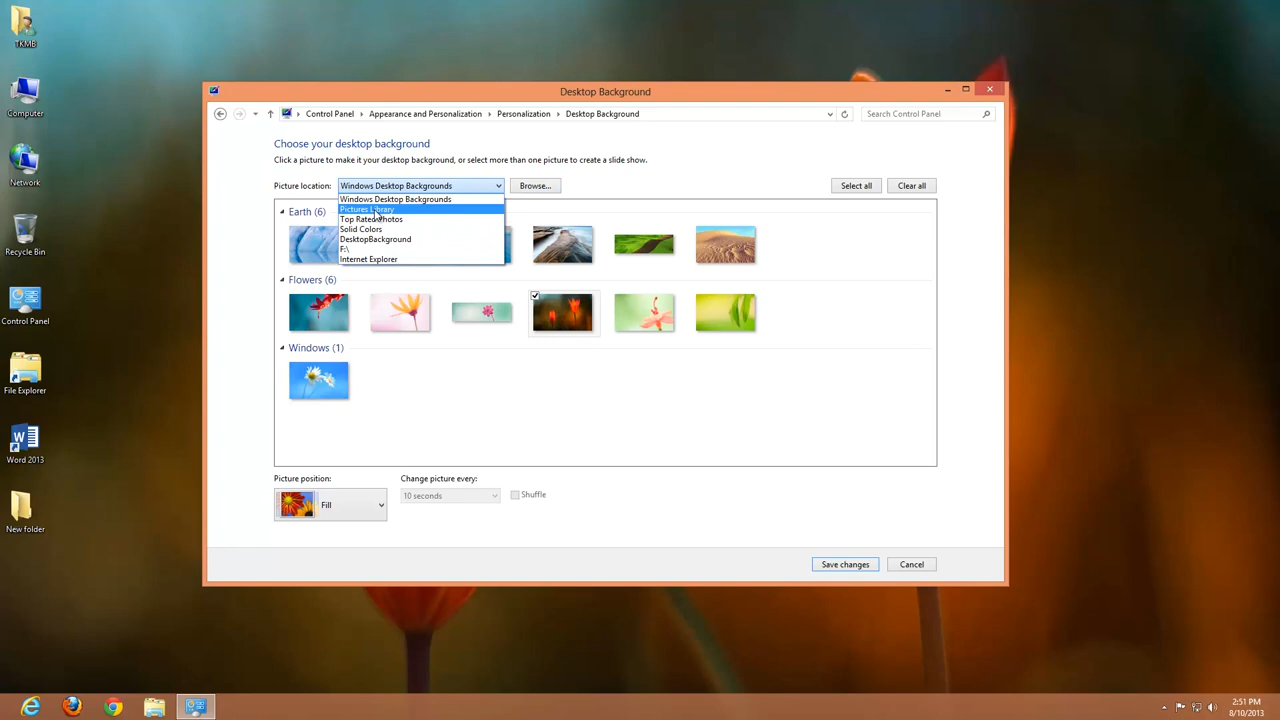 TKMB
Computer
Network
Recycle Bin
Control Panel
File Explorer
Word 2013
New folder
Desktop Background
Control Panel
Appearance and Personalization
Personalization
Desktop Background
Search Control Panel
Choose your desktop background
Click a picture to make it your desktop background, or select more than one picture to create a slide show.
Picture location: Windows Desktop Backgrounds Browse... Select all Clear all
Windows Desktop Backgrounds
Pictures Library
Top Rated Photos
Solid Colors
DesktopBackground
F:\
Internet Explorer
Earth (6)
Flowers (6)
Windows (1)
Picture position: Change picture every:
Fill
10 seconds
Shuffle
Save changes Cancel
2:51 PM
8/10/2013